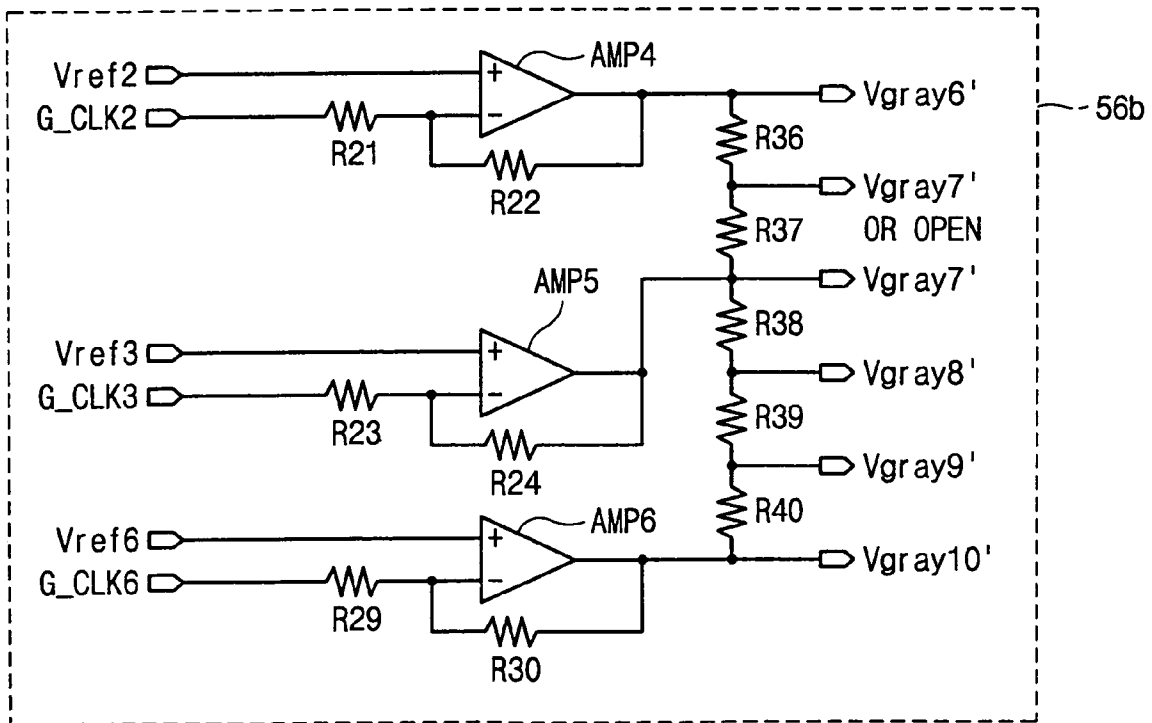 AMP4
Vref2
+
Vgray6'
56b
G_CLK2
-
R21
R36
R22
Vgray7'
R37
OR OPEN
AMP5
Vgray7'
R38
Vref3
+
Vgray8'
G_CLK3
-
R23
R39
R24
Vgray9'
AMP6
R40
Vref6
+
Vgray10'
G_CLK6
-
R29
R30